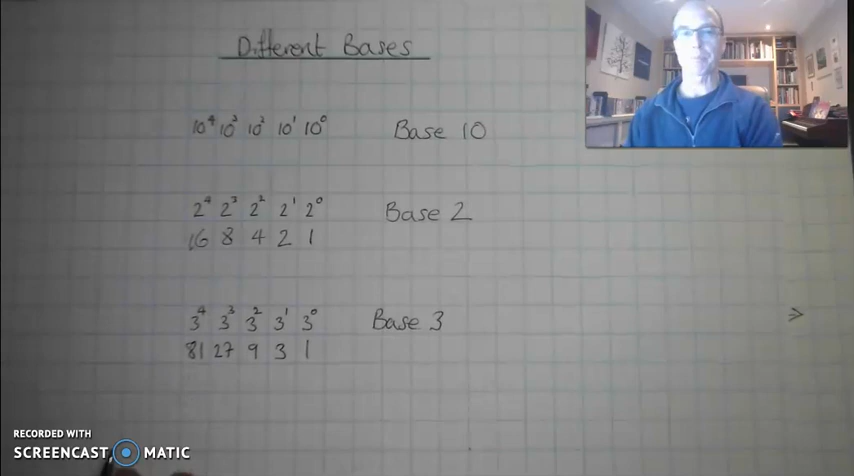 Different Bases
10⁴ 10³ 10² 10¹ 10⁰ Base 10
2⁴ 2³ 2² 2¹ 2⁰ Base 2
16 8 4 2 1
3⁴ 3³ 3² 3¹ 3⁰ Base 3
81 27 9 3 1
RECORDED WITH
SCREENCAST MATIC